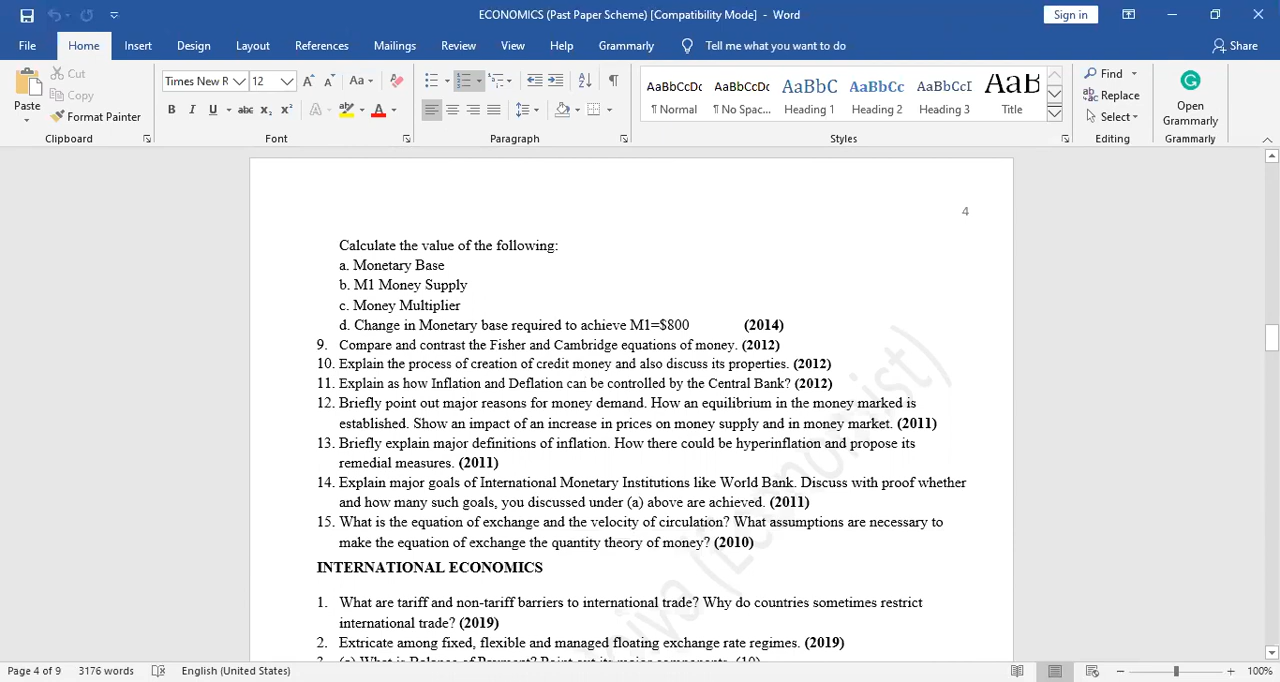 ECONOMICS (Past Paper Scheme) [Compatibility Mode] - Word
Sign in
File Home Insert Design Layout References Mailings Review View Help Grammarly Tell me what you want to do Share
Cut
Copy
Format Painter
Paste
Clipboard
Times New R 12
Font
Paragraph
AaBbCcDc AaBbCcDc AaBbC AaBbCc AaBbCcI AaB
¶ Normal ¶ No Spac... Heading 1 Heading 2 Heading 3 Title
Styles
Find
Replace
Select
Editing
Open
Grammarly
Grammarly
4
Calculate the value of the following:
a. Monetary Base
b. M1 Money Supply
c. Money Multiplier
d. Change in Monetary base required to achieve M1=$800 (2014)
9. Compare and contrast the Fisher and Cambridge equations of money. (2012)
10. Explain the process of creation of credit money and also discuss its properties. (2012)
11. Explain as how Inflation and Deflation can be controlled by the Central Bank? (2012)
12. Briefly point out major reasons for money demand. How an equilibrium in the money marked is
established. Show an impact of an increase in prices on money supply and in money market. (2011)
13. Briefly explain major definitions of inflation. How there could be hyperinflation and propose its
remedial measures. (2011)
14. Explain major goals of International Monetary Institutions like World Bank. Discuss with proof whether
and how many such goals, you discussed under (a) above are achieved. (2011)
15. What is the equation of exchange and the velocity of circulation? What assumptions are necessary to
make the equation of exchange the quantity theory of money? (2010)
INTERNATIONAL ECONOMICS
1. What are tariff and non-tariff barriers to international trade? Why do countries sometimes restrict
international trade? (2019)
2. Extricate among fixed, flexible and managed floating exchange rate regimes. (2019)
3. (a) What is Balance of Payment? Point out its major components. (10)
(Economist)
Page 4 of 9 3176 words English (United States) 100%